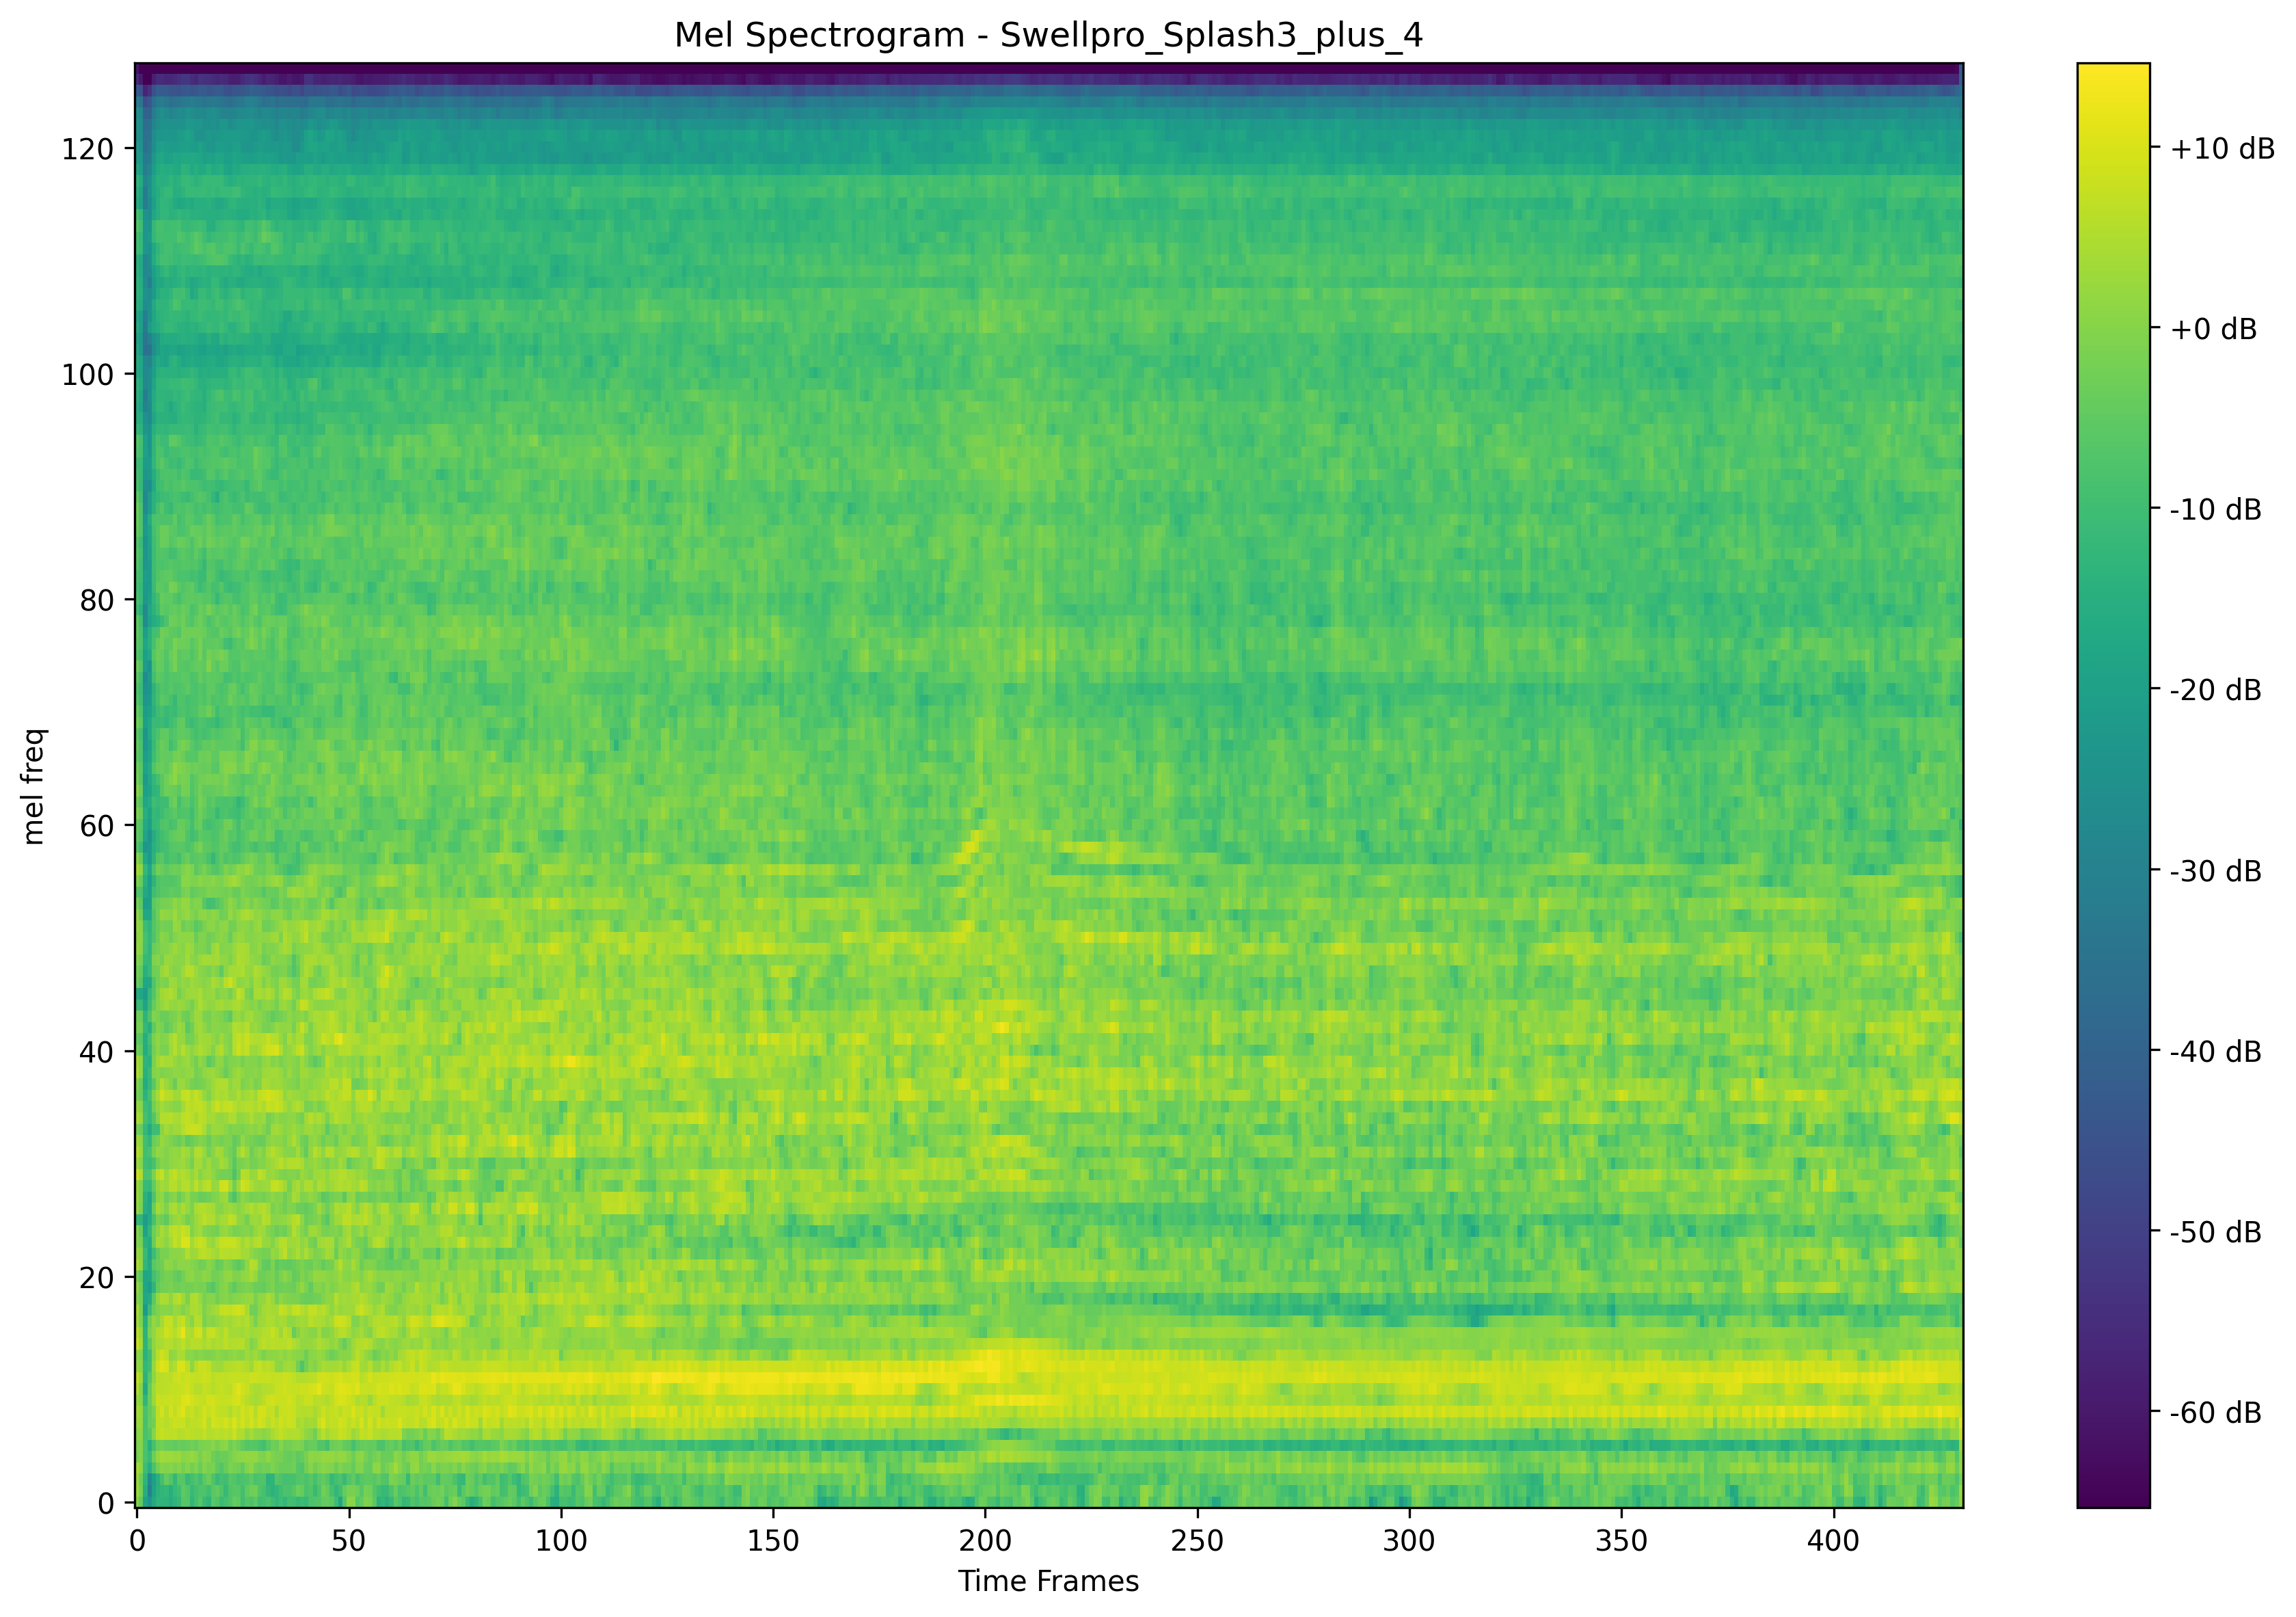 Mel Spectrogram - Swellpro_Splash3_plus_4
mel freq
120
100
80
60
40
20
0
0 50 100 150 200 250 300 350 400
Time Frames
+10 dB
+0 dB
-10 dB
-20 dB
-30 dB
-40 dB
-50 dB
-60 dB